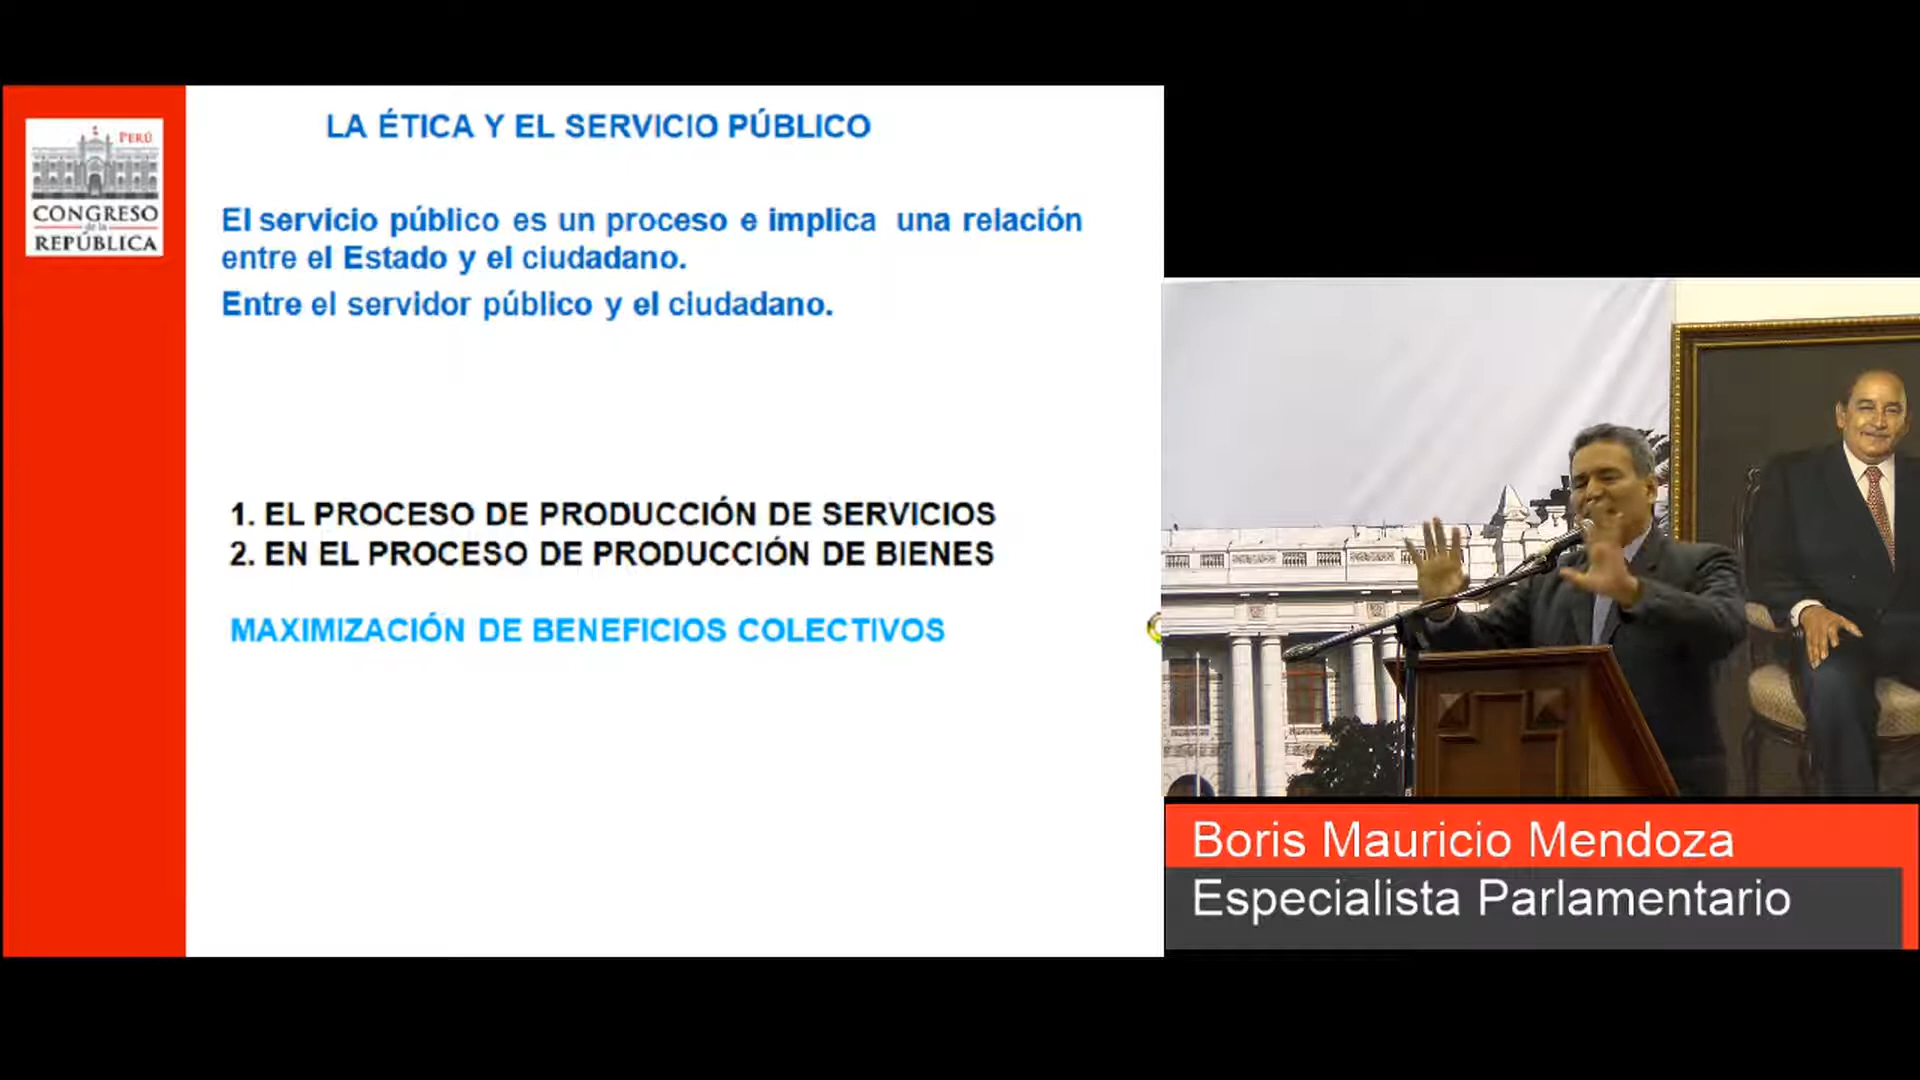 PERÚ
CONGRESO
de la
REPÚBLICA
LA ÉTICA Y EL SERVICIO PÚBLICO
El servicio público es un proceso e implica una relación
entre el Estado y el ciudadano.
Entre el servidor público y el ciudadano.
1. EL PROCESO DE PRODUCCIÓN DE SERVICIOS
2. EN EL PROCESO DE PRODUCCIÓN DE BIENES
MAXIMIZACIÓN DE BENEFICIOS COLECTIVOS
Boris Mauricio Mendoza
Especialista Parlamentario